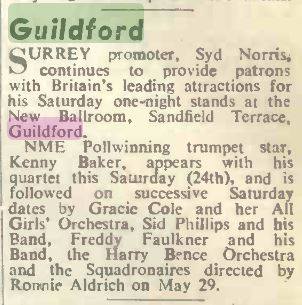 Guildford
SURREY promoter, Syd Norris,
continues to provide patrons
with Britain's leading attractions for
his Saturday one-night stands at the
New Ballroom, Sandfield Terrace,
Guildford.
NME Pollwinning trumpet star,
Kenny Baker, appears with his
quartet this Saturday (24th), and is
followed on successive Saturday
dates by Gracie Cole and her All
Girls' Orchestra, Sid Phillips and his
Band, Freddy Faulkner and his
Band, the Harry Bence Orchestra
and the Squadronaires directed by
Ronnie Aldrich on May 29.